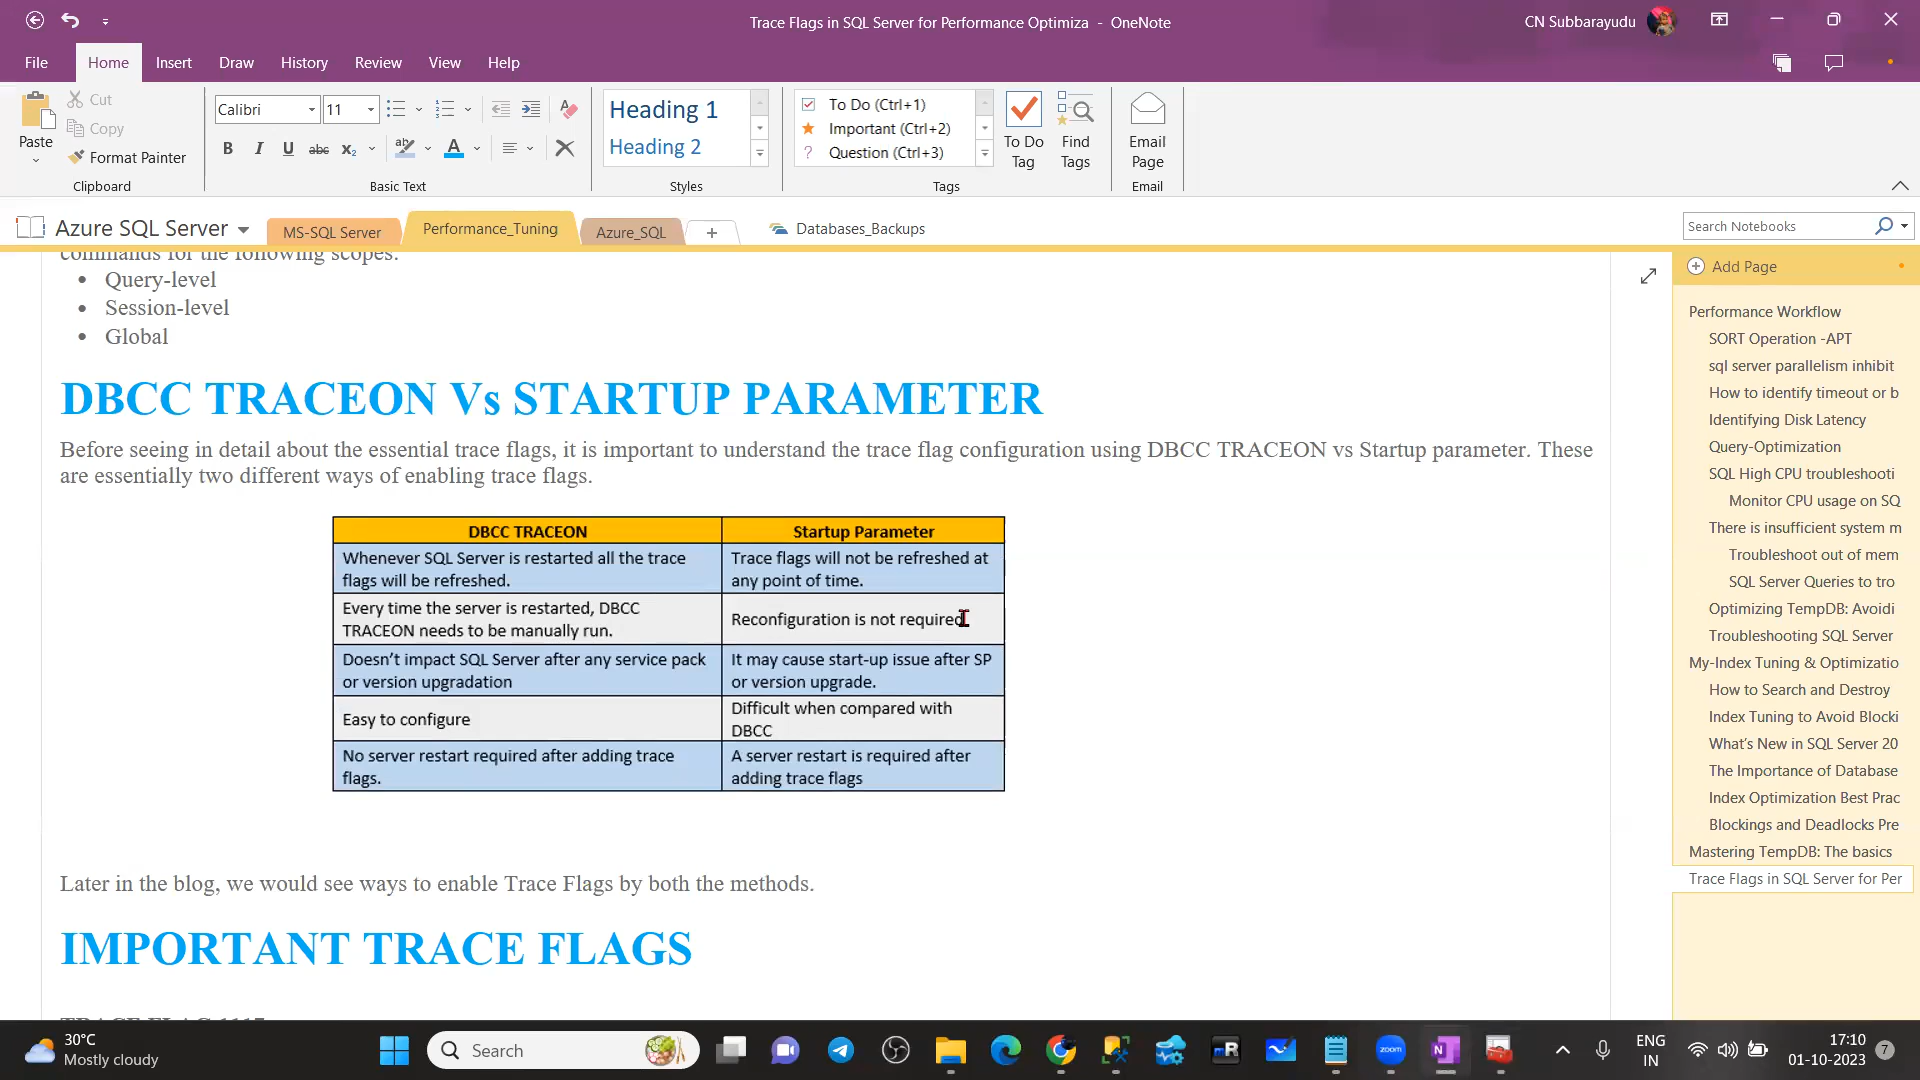 Trace Flags in SQL Server for Performance Optimiza - OneNote
CN Subbarayudu
File Home Insert Draw History Review View Help
Paste
Cut
Copy
Format Painter
Clipboard
Calibri 11
B I U abc x₂ ab A
Basic Text
Heading 1
Heading 2
Styles
To Do (Ctrl+1)
Important (Ctrl+2)
? Question (Ctrl+3)
To Do
Tag
Find
Tags
Tags
Email
Page
Email
Azure SQL Server
MS-SQL Server
Performance_Tuning
Azure_SQL
+
Databases_Backups
Search Notebooks
commands for the following scopes:
• Query-level
• Session-level
• Global
DBCC TRACEON Vs STARTUP PARAMETER
Before seeing in detail about the essential trace flags, it is important to understand the trace flag configuration using DBCC TRACEON vs Startup parameter. These
are essentially two different ways of enabling trace flags.
DBCC TRACEON
Startup Parameter
Whenever SQL Server is restarted all the trace
flags will be refreshed.
Trace flags will not be refreshed at
any point of time.
Every time the server is restarted, DBCC
TRACEON needs to be manually run.
Reconfiguration is not required
Doesn't impact SQL Server after any service pack
or version upgradation
It may cause start-up issue after SP
or version upgrade.
Easy to configure
Difficult when compared with
DBCC
No server restart required after adding trace
flags.
A server restart is required after
adding trace flags
Later in the blog, we would see ways to enable Trace Flags by both the methods.
IMPORTANT TRACE FLAGS
TRACE FLAG 1117
Add Page
Performance Workflow
SORT Operation -APT
sql server parallelism inhibit
How to identify timeout or b
Identifying Disk Latency
Query-Optimization
SQL High CPU troubleshooti
Monitor CPU usage on SQ
There is insufficient system m
Troubleshoot out of mem
SQL Server Queries to tro
Optimizing TempDB: Avoidi
Troubleshooting SQL Server
My-Index Tuning & Optimizatio
How to Search and Destroy
Index Tuning to Avoid Blocki
What's New in SQL Server 20
The Importance of Database
Index Optimization Best Prac
Blockings and Deadlocks Pre
Mastering TempDB: The basics
Trace Flags in SQL Server for Per
30°C
Mostly cloudy
Search
mR
zoom
N
ENG
IN
17:10
01-10-2023
7